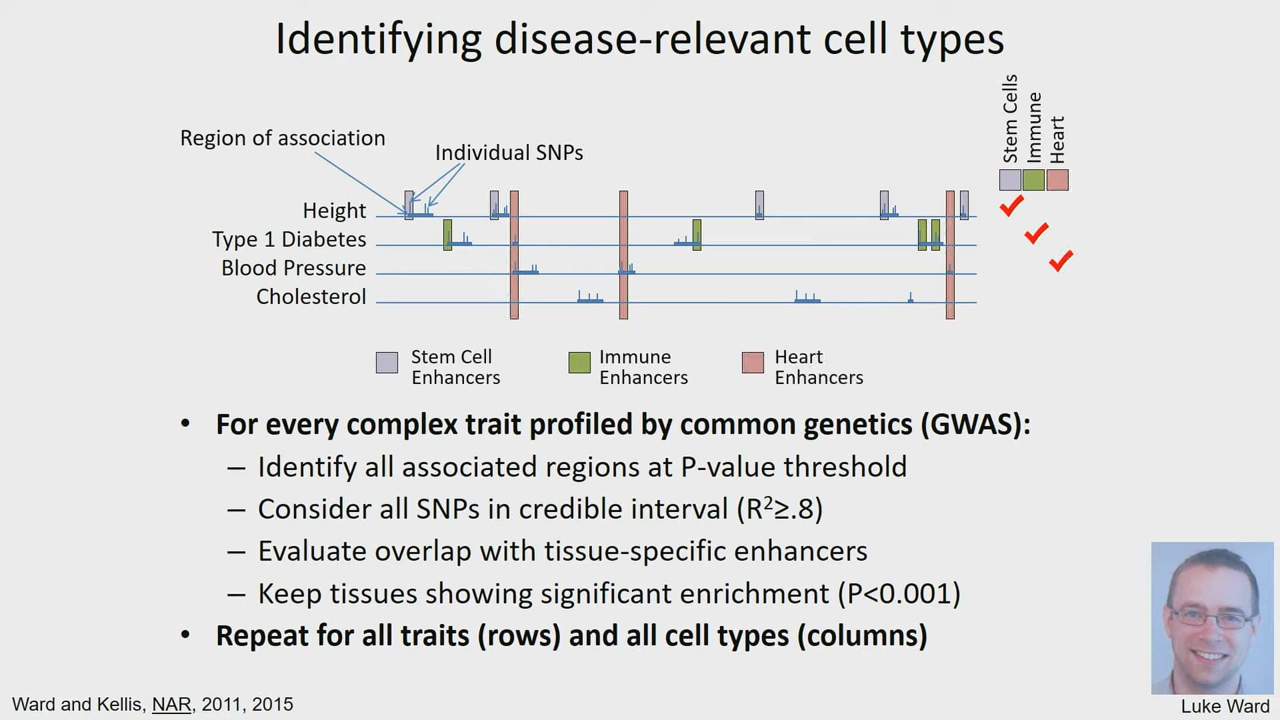 Identifying disease-relevant cell types
Stem Cells
Immune
Heart
Region of association
Individual SNPs
Height
Type 1 Diabetes
Blood Pressure
Cholesterol
Stem Cell
Enhancers
Immune
Enhancers
Heart
Enhancers
• For every complex trait profiled by common genetics (GWAS):
– Identify all associated regions at P-value threshold
– Consider all SNPs in credible interval (R²≥.8)
– Evaluate overlap with tissue-specific enhancers
– Keep tissues showing significant enrichment (P<0.001)
• Repeat for all traits (rows) and all cell types (columns)
Ward and Kellis, NAR, 2011, 2015
Luke Ward